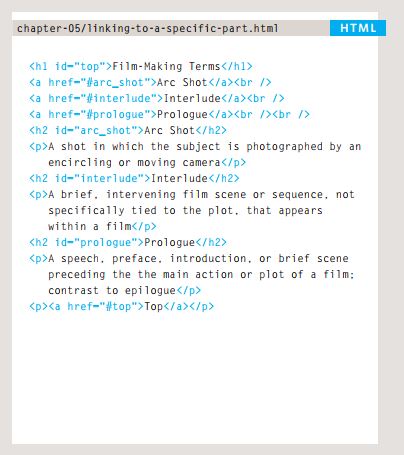 chapter-05/linking-to-a-specific-part.html HTML
<h1 id="top">Film-Making Terms</h1>
<a href="#arc_shot">Arc Shot</a><br />
<a href="#interlude">Interlude</a><br />
<a href="#prologue">Prologue</a><br /><br />
<h2 id="arc_shot">Arc Shot</h2>
<p>A shot in which the subject is photographed by an
encircling or moving camera</p>
<h2 id="interlude">Interlude</h2>
<p>A brief, intervening film scene or sequence, not
specifically tied to the plot, that appears
within a film</p>
<h2 id="prologue">Prologue</h2>
<p>A speech, preface, introduction, or brief scene
preceding the the main action or plot of a film;
contrast to epilogue</p>
<p><a href="#top">Top</a></p>